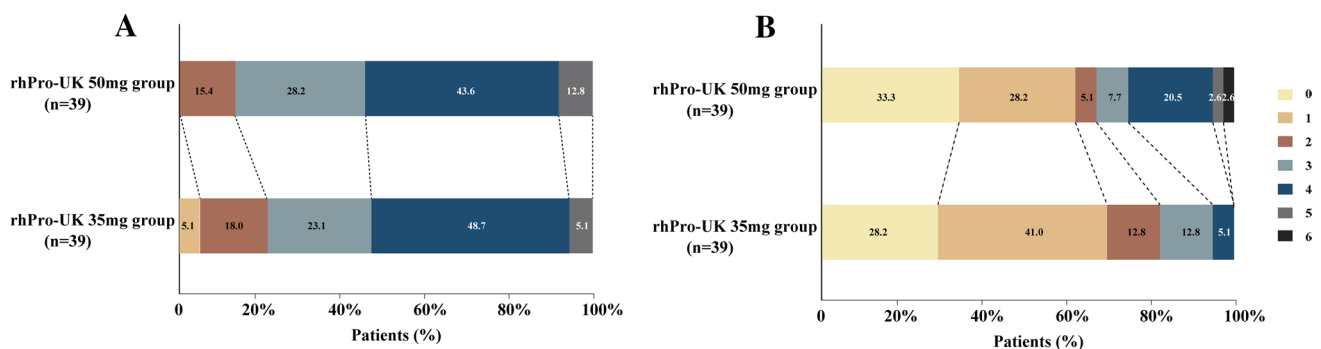 A
rhPro-UK 50mg group
(n=39)
15.4 28.2 43.6 12.8
rhPro-UK 35mg group
(n=39)
5.1 18.0 23.1 48.7 5.1
0 20% 40% 60% 80% 100%
Patients (%)
B
rhPro-UK 50mg group
(n=39)
33.3 28.2 5.1 7.7 20.5 2.6 2.6
rhPro-UK 35mg group
(n=39)
28.2 41.0 12.8 12.8 5.1
0 20% 40% 60% 80% 100%
Patients (%)
0
1
2
3
4
5
6